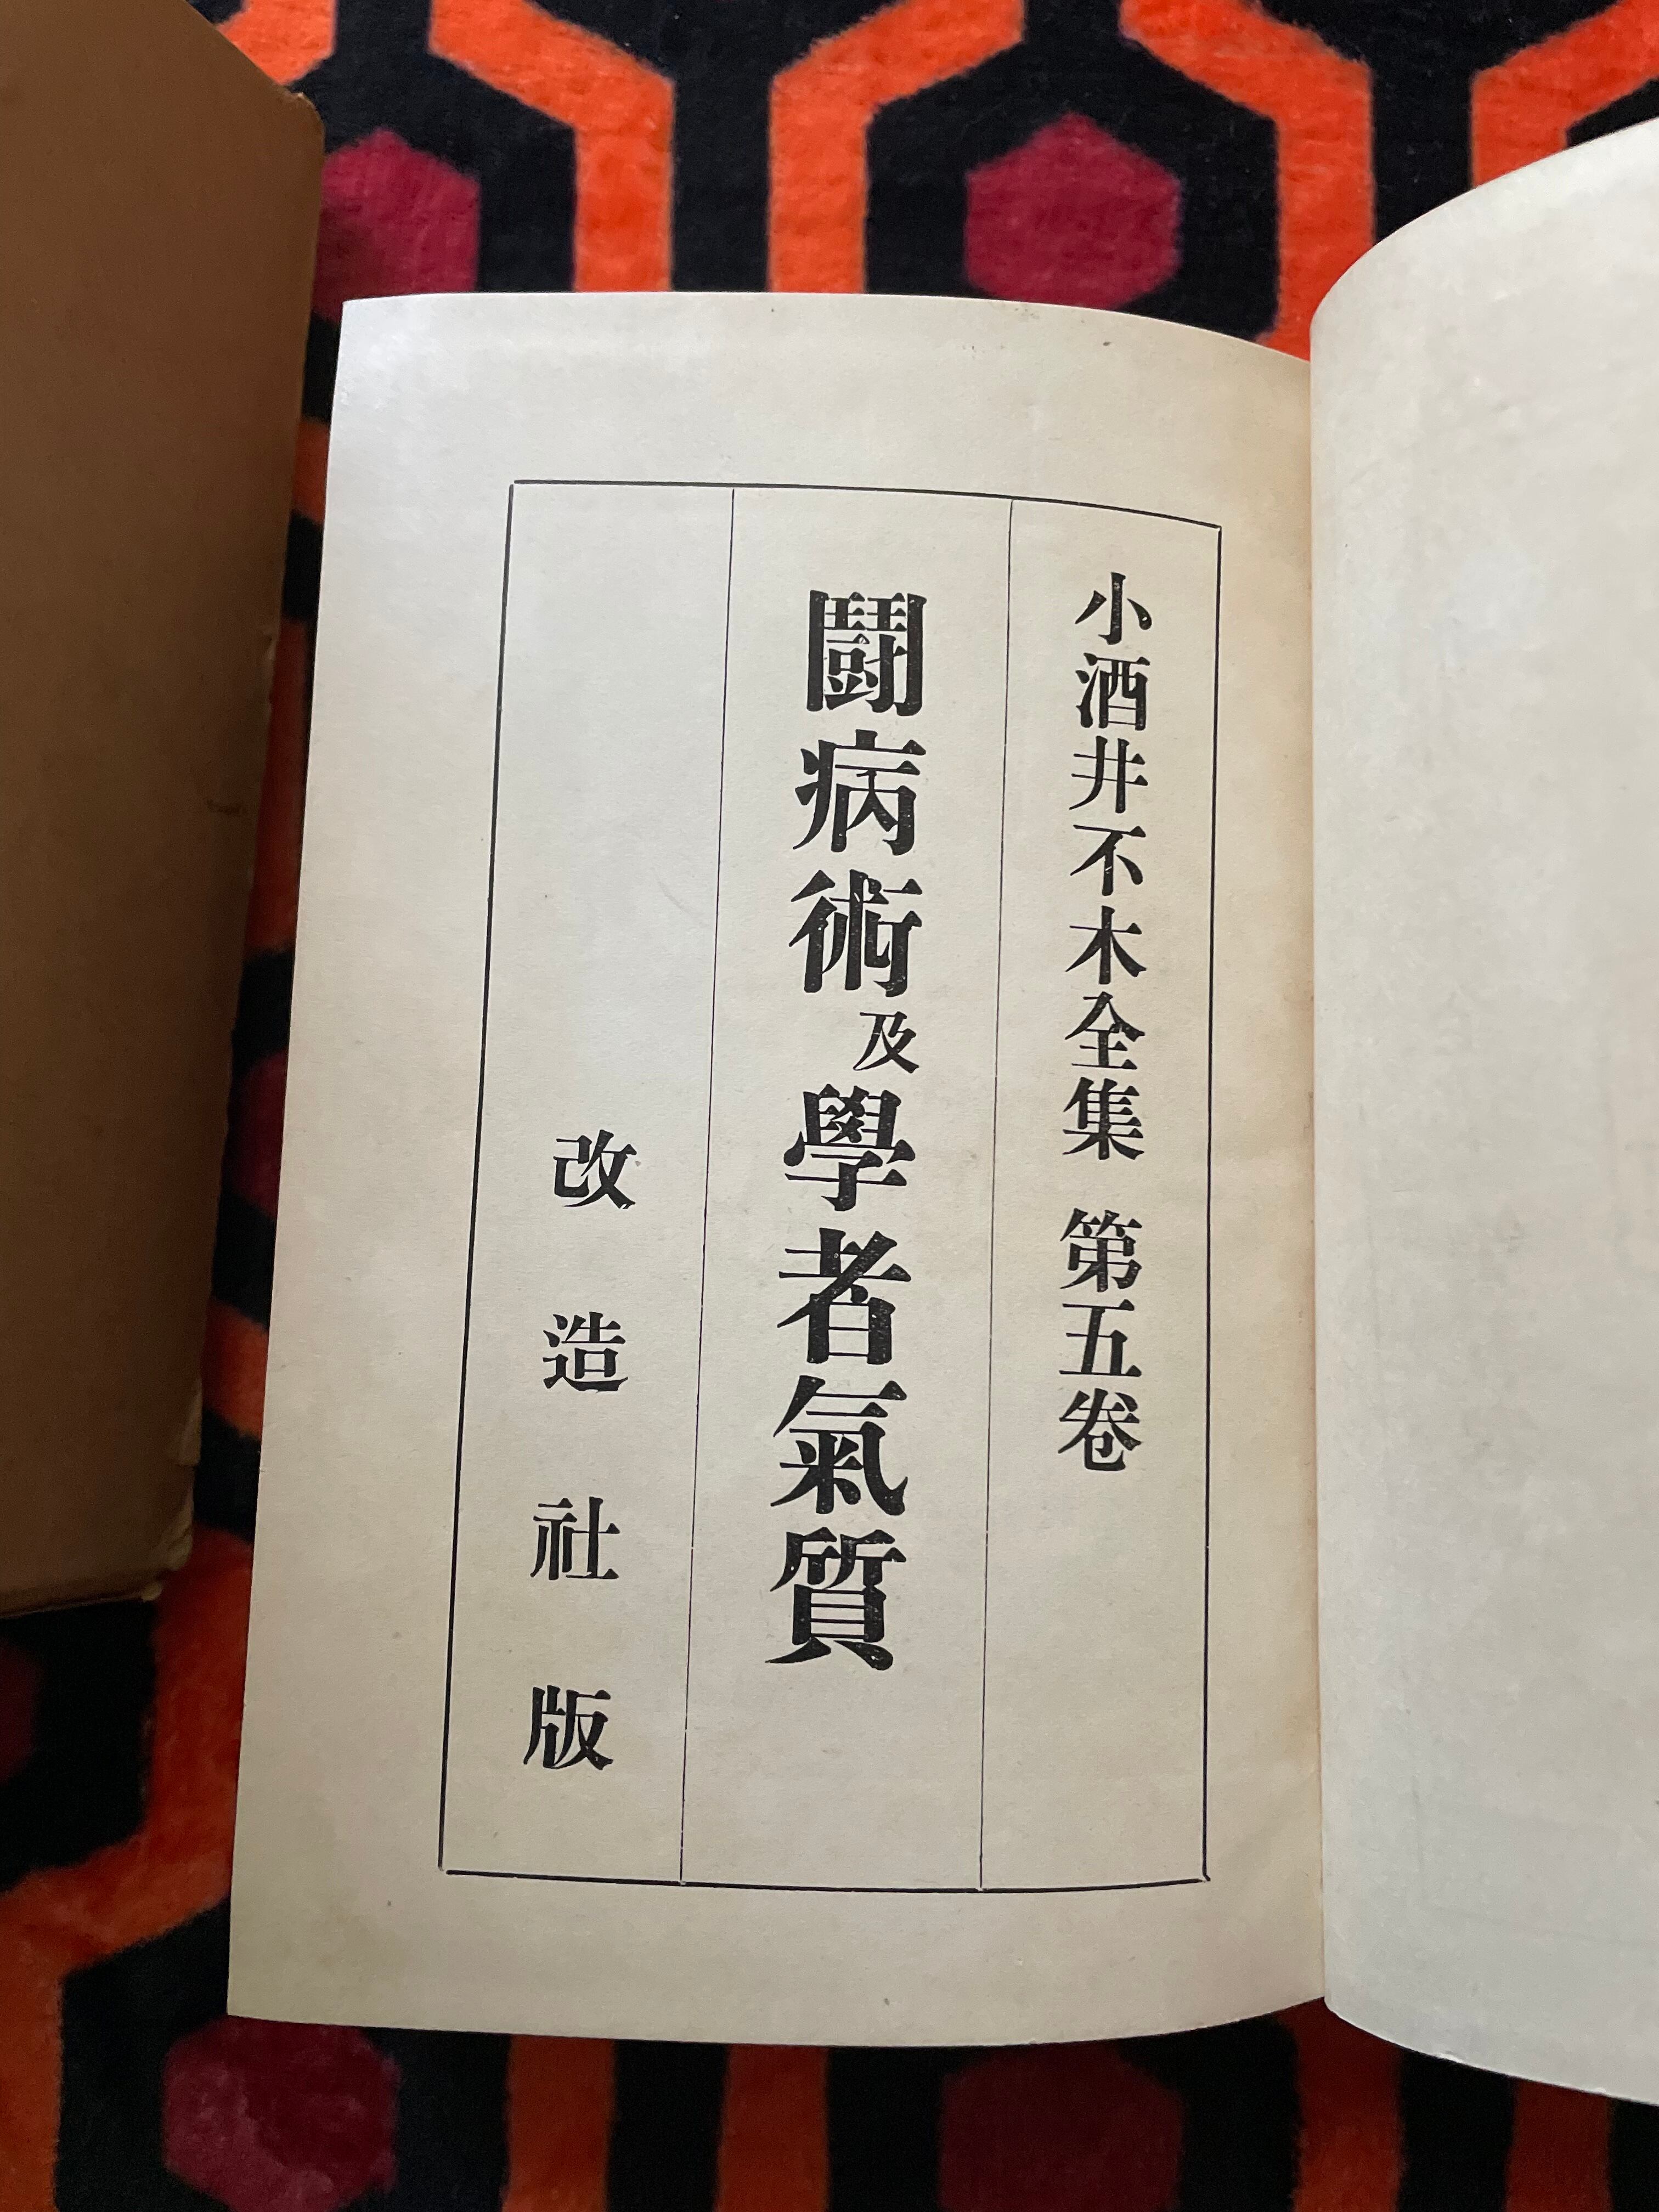 小酒井不木全集 第五卷
鬪病術及學者氣質
改造社版